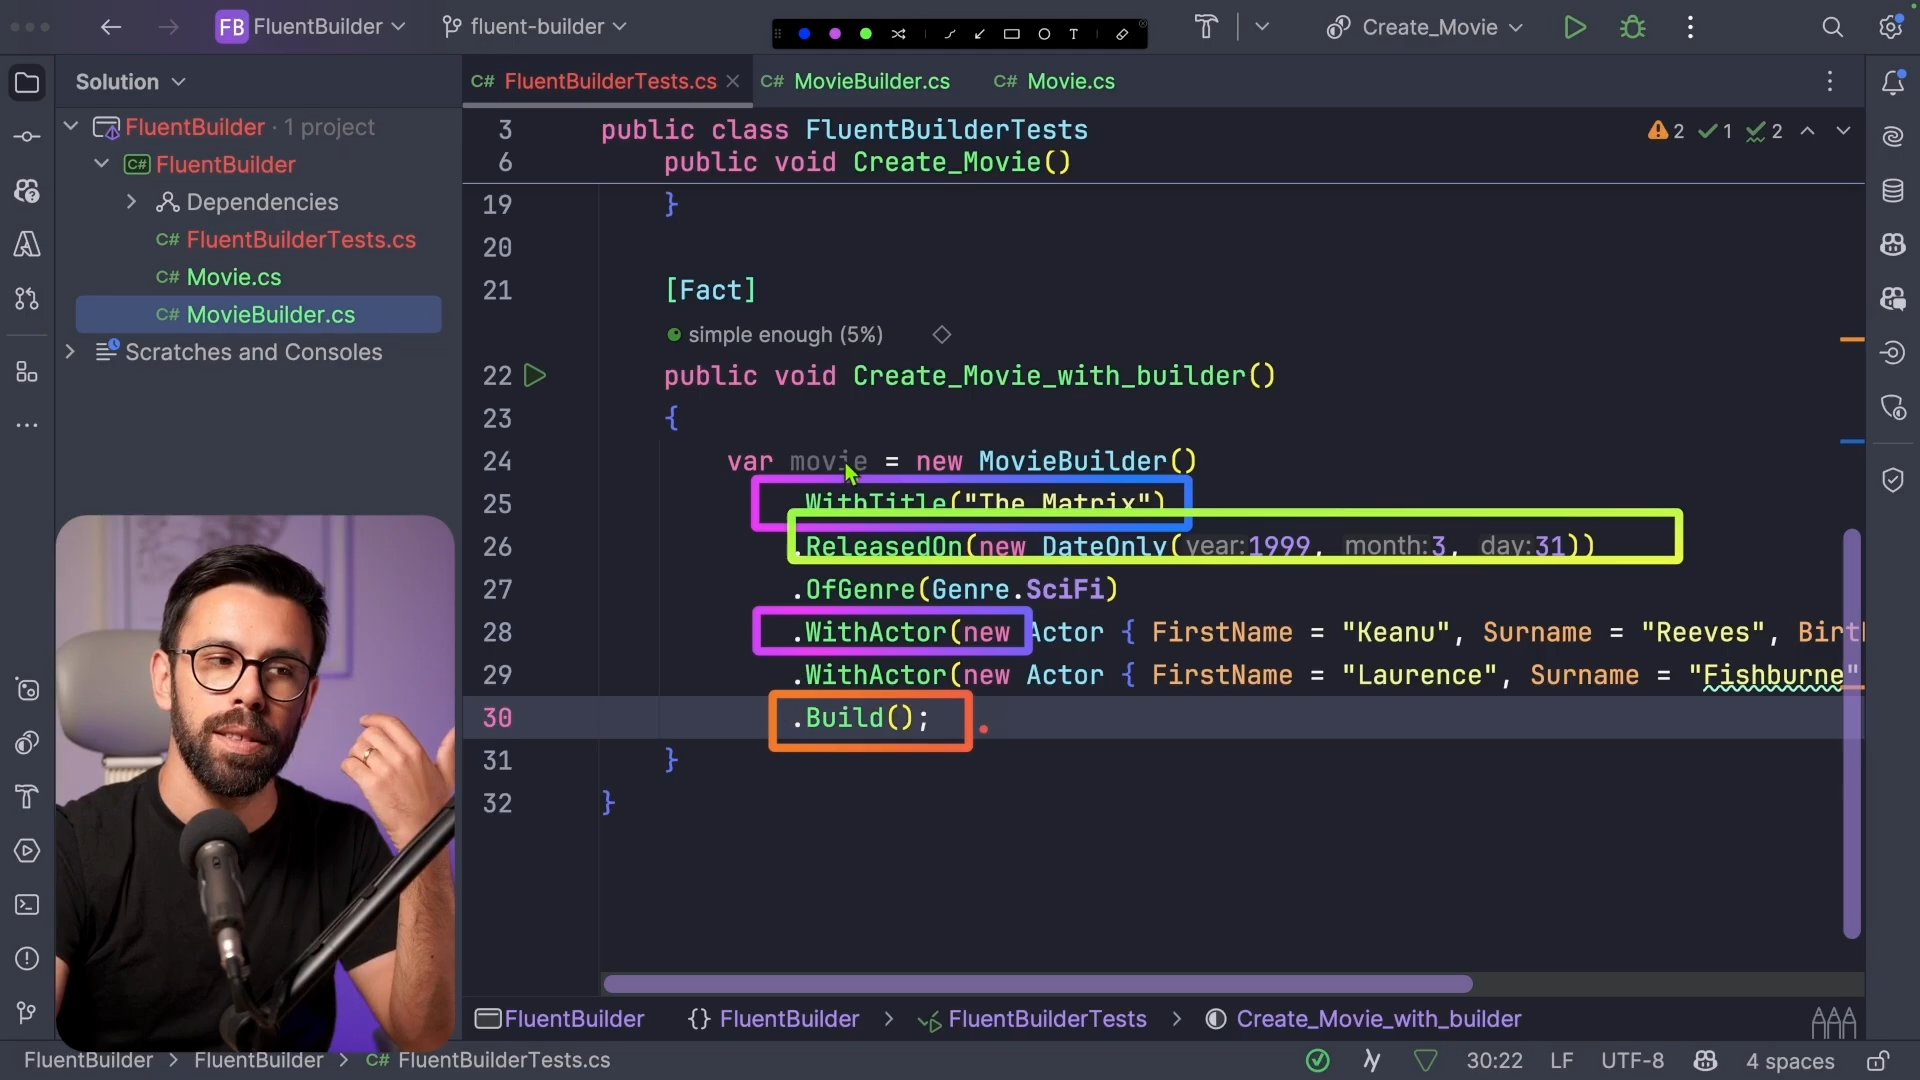 FB FluentBuilder fluent-builder T Create_Movie
Solution
C# FluentBuilderTests.cs C# MovieBuilder.cs C# Movie.cs
FluentBuilder · 1 project
C# FluentBuilder
Dependencies
C# FluentBuilderTests.cs
C# Movie.cs
C# MovieBuilder.cs
Scratches and Consoles
3 public class FluentBuilderTests
2 1 2
6 public void Create_Movie()
19 }
20
21 [Fact]
simple enough (5%)
22 public void Create_Movie_with_builder()
23 {
24 var movie = new MovieBuilder()
25 .WithTitle("The Matrix")
26 .ReleasedOn(new DateOnly(year:1999, month:3, day:31))
27 .OfGenre(Genre.SciFi)
28 .WithActor(new Actor { FirstName = "Keanu", Surname = "Reeves", Birt
29 .WithActor(new Actor { FirstName = "Laurence", Surname = "Fishburne"
30 .Build();
31 }
32 }
FluentBuilder {} FluentBuilder > FluentBuilderTests > Create_Movie_with_builder
FluentBuilder > FluentBuilder > C# FluentBuilderTests.cs 30:22 LF UTF-8 4 spaces